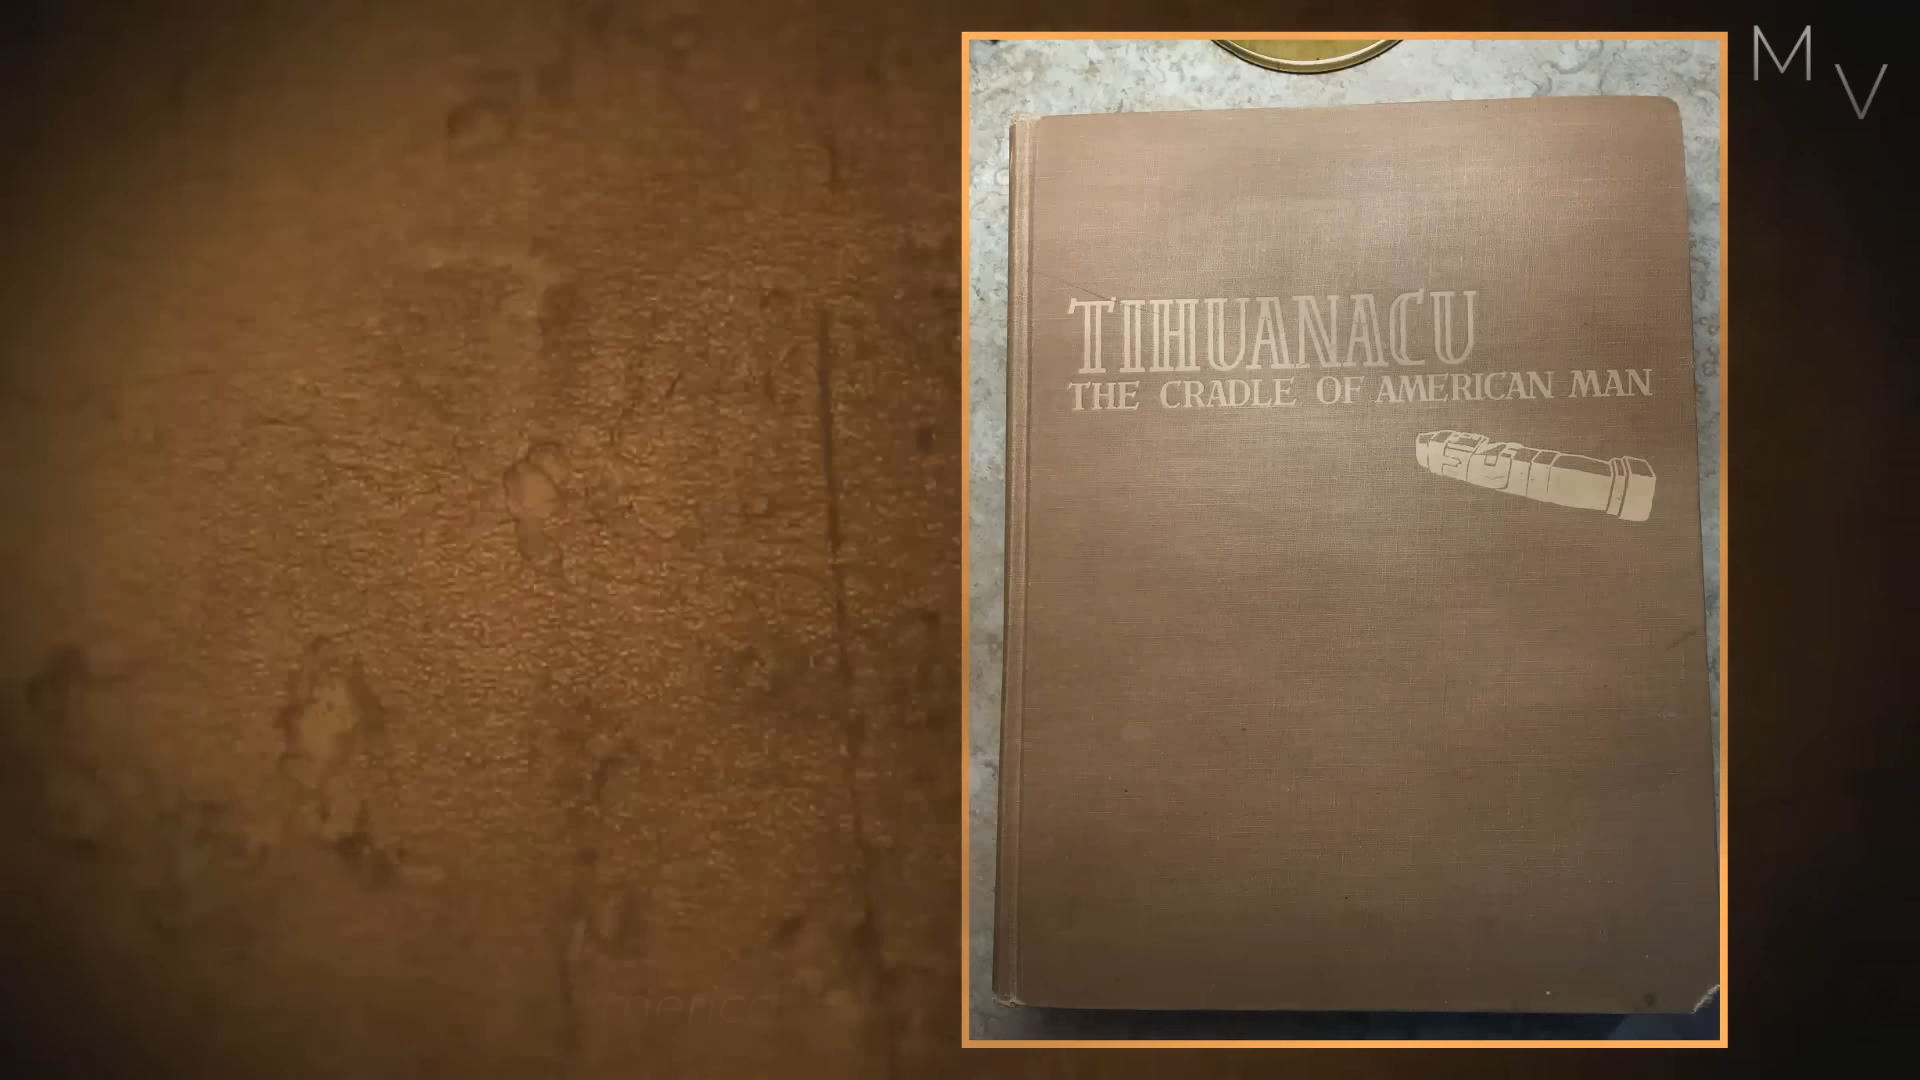 M
V
TIHUANACU
THE CRADLE OF AMERICAN MAN